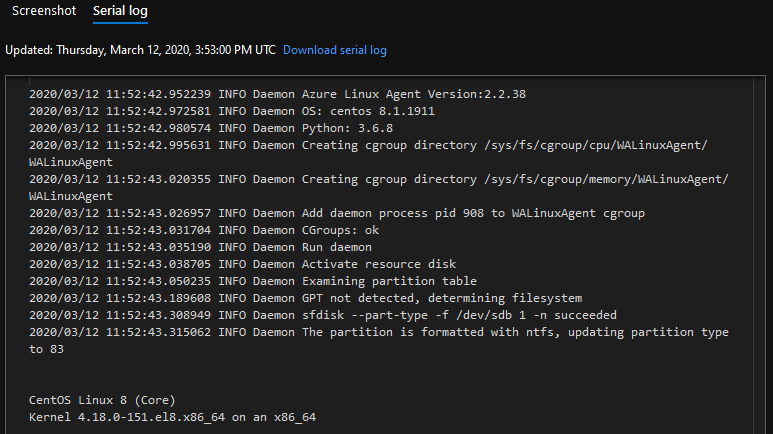 Screenshot Serial log
Updated: Thursday, March 12, 2020, 3:53:00 PM UTC Download serial log
2020/03/12 11:52:42.952239 INFO Daemon Azure Linux Agent Version:2.2.38
2020/03/12 11:52:42.972581 INFO Daemon OS: centos 8.1.1911
2020/03/12 11:52:42.980574 INFO Daemon Python: 3.6.8
2020/03/12 11:52:42.995631 INFO Daemon Creating cgroup directory /sys/fs/cgroup/cpu/WALinuxAgent/
WALinuxAgent
2020/03/12 11:52:43.020355 INFO Daemon Creating cgroup directory /sys/fs/cgroup/memory/WALinuxAgent/
WALinuxAgent
2020/03/12 11:52:43.026957 INFO Daemon Add daemon process pid 908 to WALinuxAgent cgroup
2020/03/12 11:52:43.031704 INFO Daemon CGroups: ok
2020/03/12 11:52:43.035190 INFO Daemon Run daemon
2020/03/12 11:52:43.038705 INFO Daemon Activate resource disk
2020/03/12 11:52:43.050235 INFO Daemon Examining partition table
2020/03/12 11:52:43.189608 INFO Daemon GPT not detected, determining filesystem
2020/03/12 11:52:43.308949 INFO Daemon sfdisk --part-type -f /dev/sdb 1 -n succeeded
2020/03/12 11:52:43.315062 INFO Daemon The partition is formatted with ntfs, updating partition type
to 83
CentOS Linux 8 (Core)
Kernel 4.18.0-151.el8.x86_64 on an x86_64